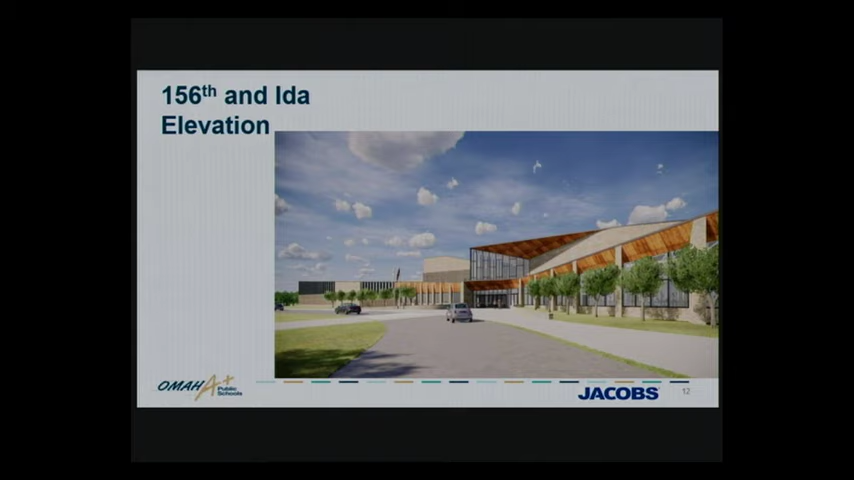 156th and Ida
Elevation
OMAHA A+
Public
Schools
JACOBS
12